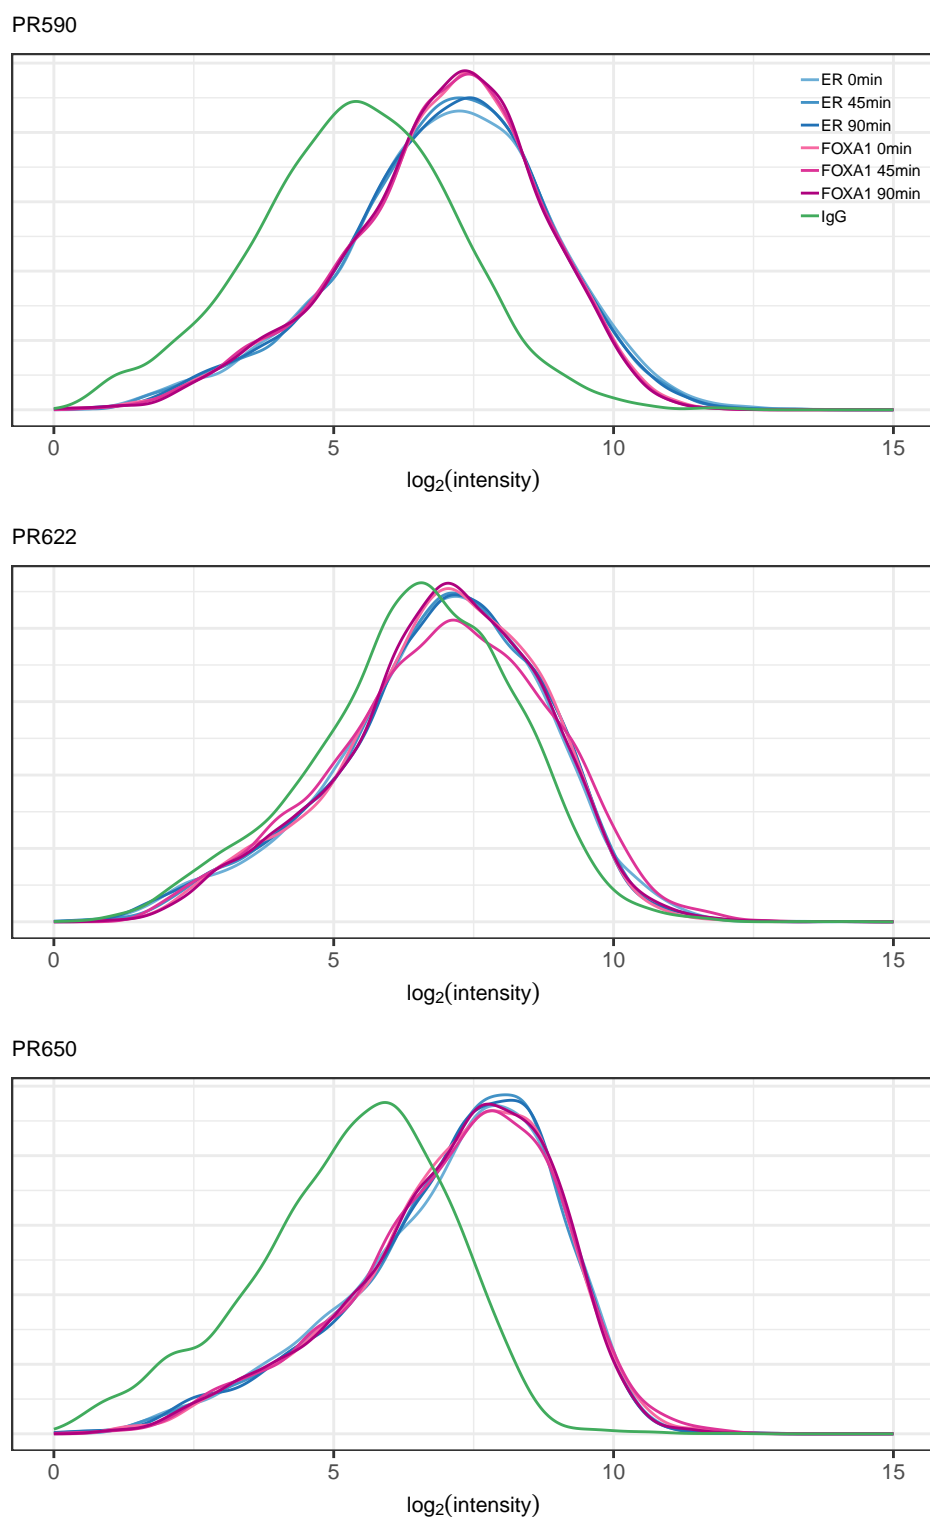 PR590
ER 0min
ER 45min
ER 90min
FOXA1 0min
FOXA1 45min
FOXA1 90min
IgG
0 5 10 15
log₂(intensity)
PR622
0 5 10 15
log₂(intensity)
PR650
0 5 10 15
log₂(intensity)